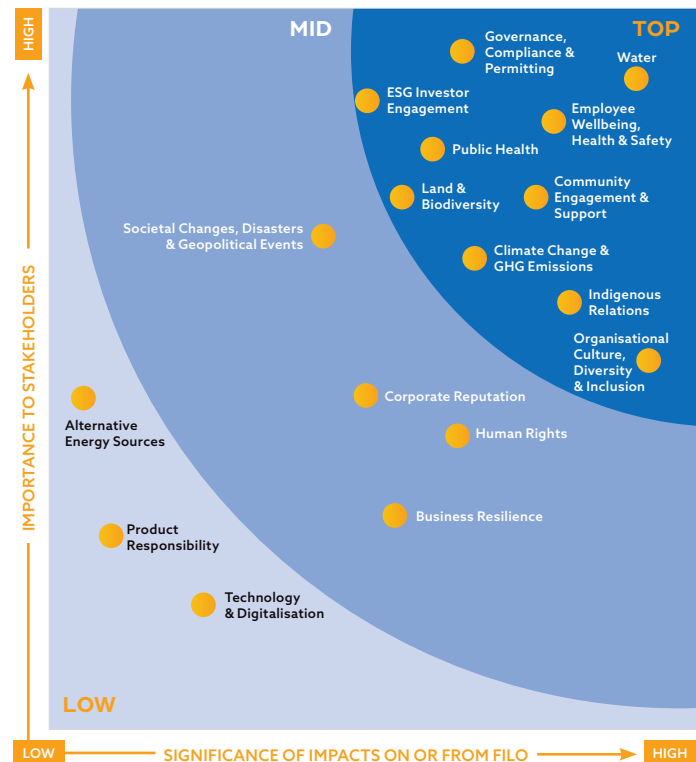 HIGH
MID
TOP
Governance,
Compliance &
Permitting
Water
ESG Investor
Engagement
Employee
Wellbeing,
Health & Safety
Public Health
Land &
Biodiversity
Community
Engagement &
Support
Societal Changes, Disasters
& Geopolitical Events
Climate Change &
GHG Emissions
Indigenous
Relations
Organisational
Culture,
Diversity
& Inclusion
IMPORTANCE TO STAKEHOLDERS
Corporate Reputation
Alternative
Energy Sources
Human Rights
Business Resilience
Product
Responsibility
Technology
& Digitalisation
LOW
LOW
SIGNIFICANCE OF IMPACTS ON OR FROM FILO
HIGH